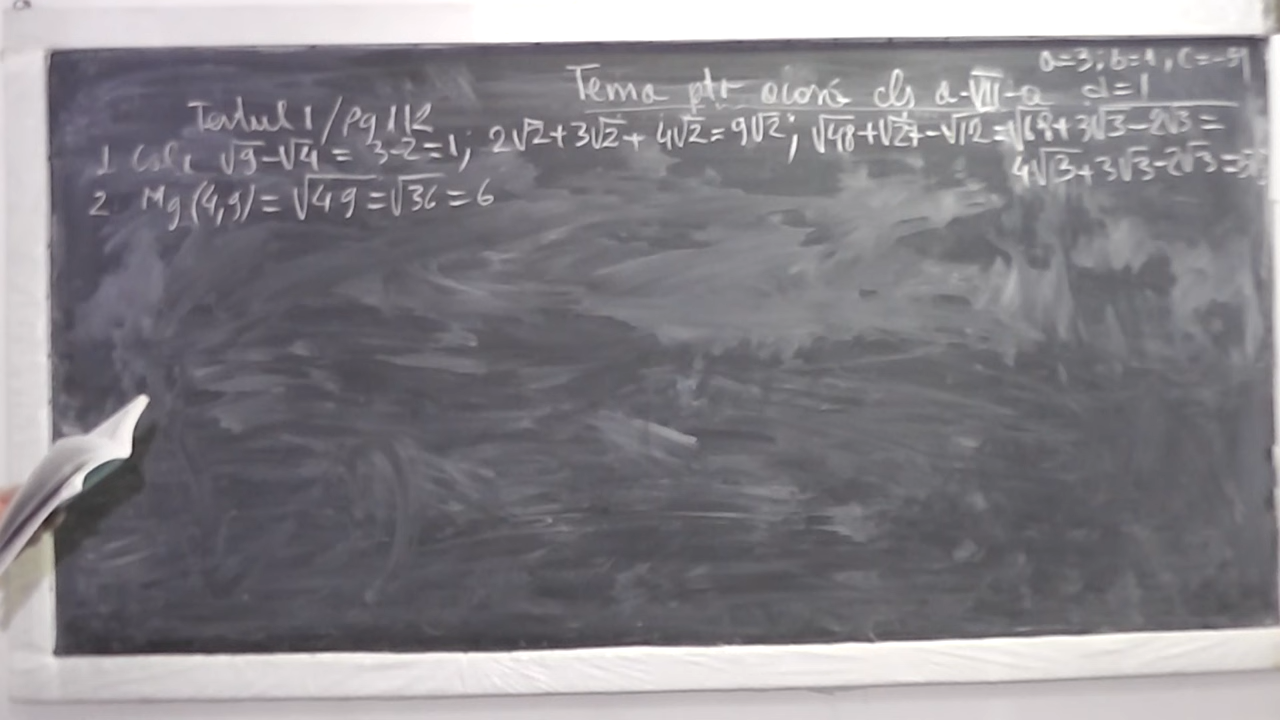 a=3; b=1; c=-5
Tema ptr acasă cls a-VII-a d=1
Testul 1/Pg 112
1. Calc √9-√4 = 3-2=1; 2√2+3√2+4√2=9√2; √48+√27-√12=√16·3+3√3-2√3=
4√3+3√3-2√3=5√3
2. Mg(4,9)=√4·9=√36=6